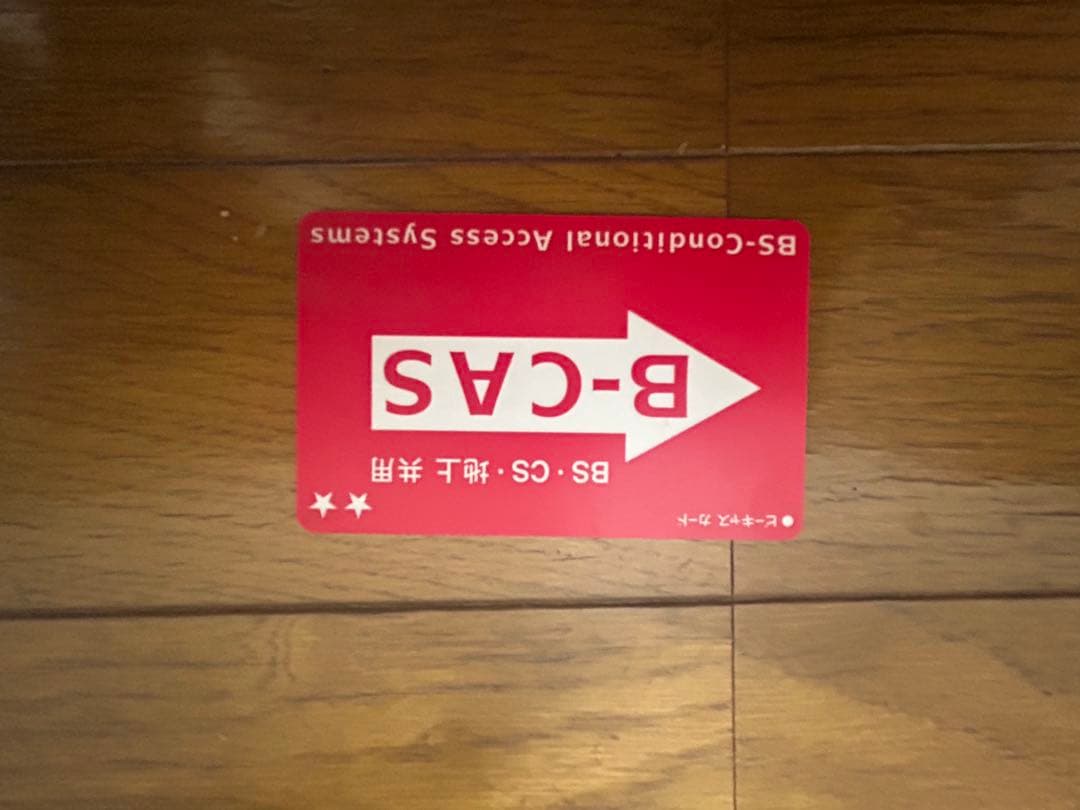 ●ビーキャス カード
★★
BS・CS・地上 共用
B-CAS
BS-Conditional Access Systems